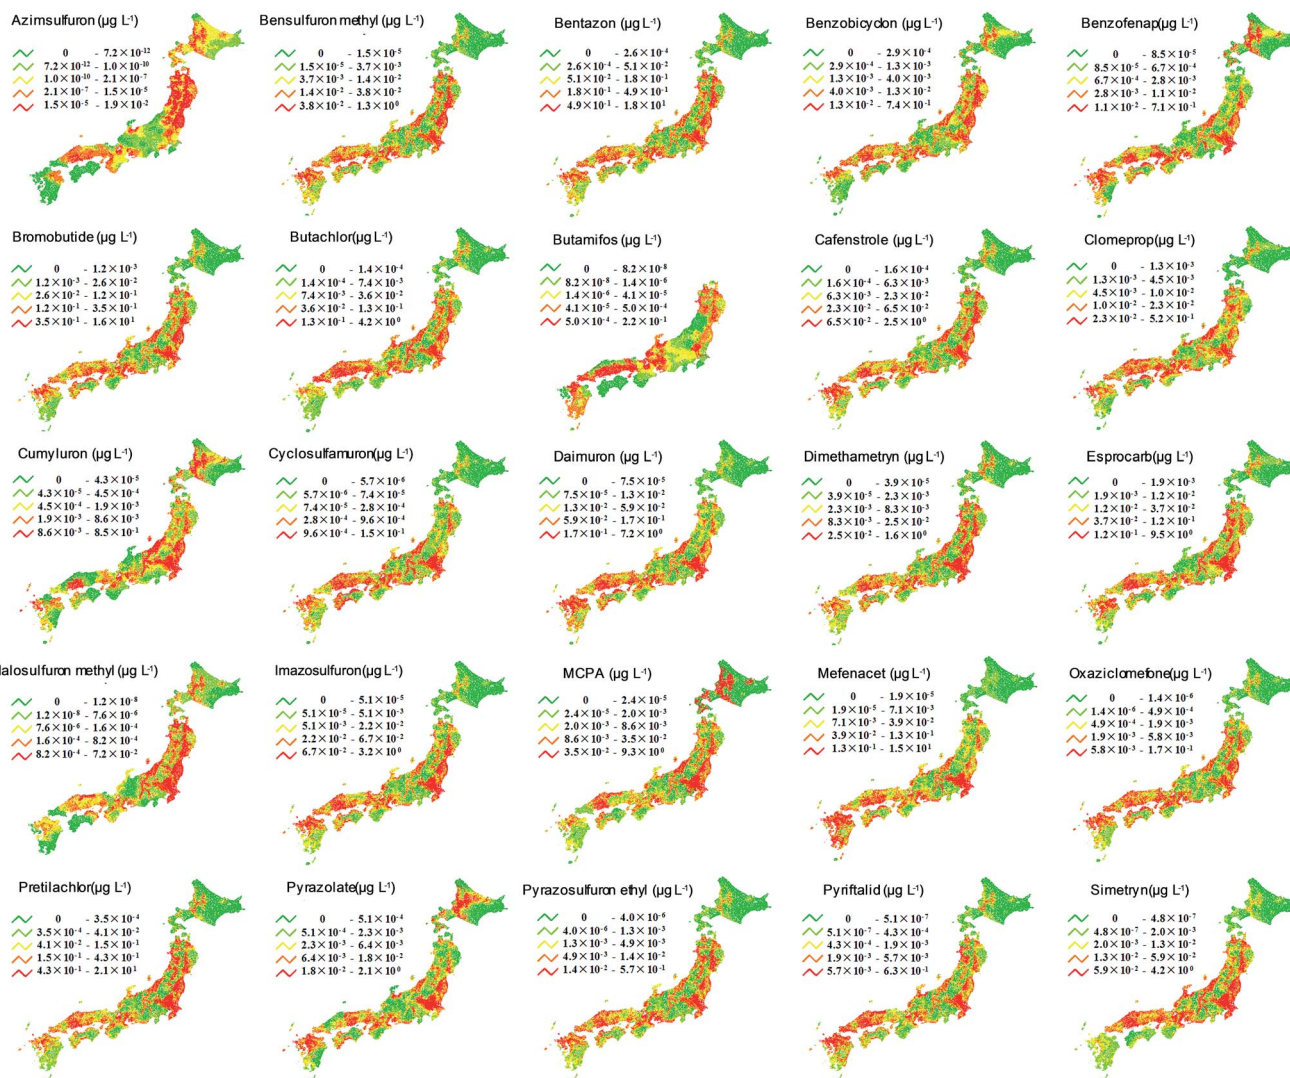 Azimsulfuron (µg L⁻¹)
0 - 7.2×10⁻¹²
7.2×10⁻¹² - 1.0×10⁻¹⁰
1.0×10⁻¹⁰ - 2.1×10⁻⁷
2.1×10⁻⁷ - 1.5×10⁻⁵
1.5×10⁻⁵ - 1.9×10⁻²
Bensulfuron methyl (µg L⁻¹)
0 - 1.5×10⁻⁵
1.5×10⁻⁵ - 3.7×10⁻³
3.7×10⁻³ - 1.4×10⁻²
1.4×10⁻² - 3.8×10⁻²
3.8×10⁻² - 1.3×10⁰
Bentazon (µg L⁻¹)
0 - 2.6×10⁻⁴
2.6×10⁻⁴ - 5.1×10⁻²
5.1×10⁻² - 1.8×10⁻¹
1.8×10⁻¹ - 4.9×10⁻¹
4.9×10⁻¹ - 1.8×10¹
Benzobicyclon (µg L⁻¹)
0 - 2.9×10⁻⁴
2.9×10⁻⁴ - 1.3×10⁻³
1.3×10⁻³ - 4.0×10⁻³
4.0×10⁻³ - 1.3×10⁻²
1.3×10⁻² - 7.4×10⁻¹
Benzofenap(µg L⁻¹)
0 - 8.5×10⁻⁵
8.5×10⁻⁵ - 6.7×10⁻⁴
6.7×10⁻⁴ - 2.8×10⁻³
2.8×10⁻³ - 1.1×10⁻²
1.1×10⁻² - 7.1×10⁻¹
Bromobutide (µg L⁻¹)
0 - 1.2×10⁻³
1.2×10⁻³ - 2.6×10⁻²
2.6×10⁻² - 1.2×10⁻¹
1.2×10⁻¹ - 3.5×10⁻¹
3.5×10⁻¹ - 1.6×10¹
Butachlor(µg L⁻¹)
0 - 1.4×10⁻⁴
1.4×10⁻⁴ - 7.4×10⁻³
7.4×10⁻³ - 3.6×10⁻²
3.6×10⁻² - 1.3×10⁻¹
1.3×10⁻¹ - 4.2×10⁰
Butamifos (µg L⁻¹)
0 - 8.2×10⁻⁸
8.2×10⁻⁸ - 1.4×10⁻⁶
1.4×10⁻⁶ - 4.1×10⁻⁵
4.1×10⁻⁵ - 5.0×10⁻⁴
5.0×10⁻⁴ - 2.2×10⁻¹
Cafenstrole (µg L⁻¹)
0 - 1.6×10⁻⁴
1.6×10⁻⁴ - 6.3×10⁻³
6.3×10⁻³ - 2.3×10⁻²
2.3×10⁻² - 6.5×10⁻²
6.5×10⁻² - 2.5×10⁰
Clomeprop(µg L⁻¹)
0 - 1.3×10⁻³
1.3×10⁻³ - 4.5×10⁻³
4.5×10⁻³ - 1.0×10⁻²
1.0×10⁻² - 2.3×10⁻²
2.3×10⁻² - 5.2×10⁻¹
Cumyluron (µg L⁻¹)
0 - 4.3×10⁻⁵
4.3×10⁻⁵ - 4.5×10⁻⁴
4.5×10⁻⁴ - 1.9×10⁻³
1.9×10⁻³ - 8.6×10⁻³
8.6×10⁻³ - 8.5×10⁻¹
Cyclosulfamuron(µg L⁻¹)
0 - 5.7×10⁻⁶
5.7×10⁻⁶ - 7.4×10⁻⁵
7.4×10⁻⁵ - 2.8×10⁻⁴
2.8×10⁻⁴ - 9.6×10⁻⁴
9.6×10⁻⁴ - 1.5×10⁻¹
Daimuron (µg L⁻¹)
0 - 7.5×10⁻⁵
7.5×10⁻⁵ - 1.3×10⁻²
1.3×10⁻² - 5.9×10⁻²
5.9×10⁻² - 1.7×10⁻¹
1.7×10⁻¹ - 7.2×10⁰
Dimethametryn (µg L⁻¹)
0 - 3.9×10⁻⁵
3.9×10⁻⁵ - 2.3×10⁻³
2.3×10⁻³ - 8.3×10⁻³
8.3×10⁻³ - 2.5×10⁻²
2.5×10⁻² - 1.6×10⁰
Esprocarb(µg L⁻¹)
0 - 1.9×10⁻³
1.9×10⁻³ - 1.2×10⁻²
1.2×10⁻² - 3.7×10⁻²
3.7×10⁻² - 1.2×10⁻¹
1.2×10⁻¹ - 9.5×10⁰
alosulfuron methyl (µg L⁻¹)
0 - 1.2×10⁻⁸
1.2×10⁻⁸ - 7.6×10⁻⁶
7.6×10⁻⁶ - 1.6×10⁻⁴
1.6×10⁻⁴ - 8.2×10⁻⁴
8.2×10⁻⁴ - 7.2×10⁻²
Imazosulfuron(µg L⁻¹)
0 - 5.1×10⁻⁵
5.1×10⁻⁵ - 5.1×10⁻³
5.1×10⁻³ - 2.2×10⁻²
2.2×10⁻² - 6.7×10⁻²
6.7×10⁻² - 3.2×10⁰
MCPA (µg L⁻¹)
0 - 2.4×10⁻⁵
2.4×10⁻⁵ - 2.0×10⁻³
2.0×10⁻³ - 8.6×10⁻³
8.6×10⁻³ - 3.5×10⁻²
3.5×10⁻² - 9.3×10⁰
Mefenacet (µg L⁻¹)
0 - 1.9×10⁻⁵
1.9×10⁻⁵ - 7.1×10⁻³
7.1×10⁻³ - 3.9×10⁻²
3.9×10⁻² - 1.3×10⁻¹
1.3×10⁻¹ - 1.5×10¹
Oxaziclomefone(µg L⁻¹)
0 - 1.4×10⁻⁶
1.4×10⁻⁶ - 4.9×10⁻⁴
4.9×10⁻⁴ - 1.9×10⁻³
1.9×10⁻³ - 5.8×10⁻³
5.8×10⁻³ - 1.7×10⁻¹
Pretilachlor(µg L⁻¹)
0 - 3.5×10⁻⁴
3.5×10⁻⁴ - 4.1×10⁻²
4.1×10⁻² - 1.5×10⁻¹
1.5×10⁻¹ - 4.3×10⁻¹
4.3×10⁻¹ - 2.1×10¹
Pyrazolate(µg L⁻¹)
0 - 5.1×10⁻⁴
5.1×10⁻⁴ - 2.3×10⁻³
2.3×10⁻³ - 6.4×10⁻³
6.4×10⁻³ - 1.8×10⁻²
1.8×10⁻² - 2.1×10⁰
Pyrazosulfuron ethyl (µg L⁻¹)
0 - 4.0×10⁻⁶
4.0×10⁻⁶ - 1.3×10⁻³
1.3×10⁻³ - 4.9×10⁻³
4.9×10⁻³ - 1.4×10⁻²
1.4×10⁻² - 5.7×10⁻¹
Pyriftalid (µg L⁻¹)
0 - 5.1×10⁻⁷
5.1×10⁻⁷ - 4.3×10⁻⁴
4.3×10⁻⁴ - 1.9×10⁻³
1.9×10⁻³ - 5.7×10⁻³
5.7×10⁻³ - 6.3×10⁻¹
Simetryn(µg L⁻¹)
0 - 4.8×10⁻⁷
4.8×10⁻⁷ - 2.0×10⁻³
2.0×10⁻³ - 1.3×10⁻²
1.3×10⁻² - 5.9×10⁻²
5.9×10⁻² - 4.2×10⁰